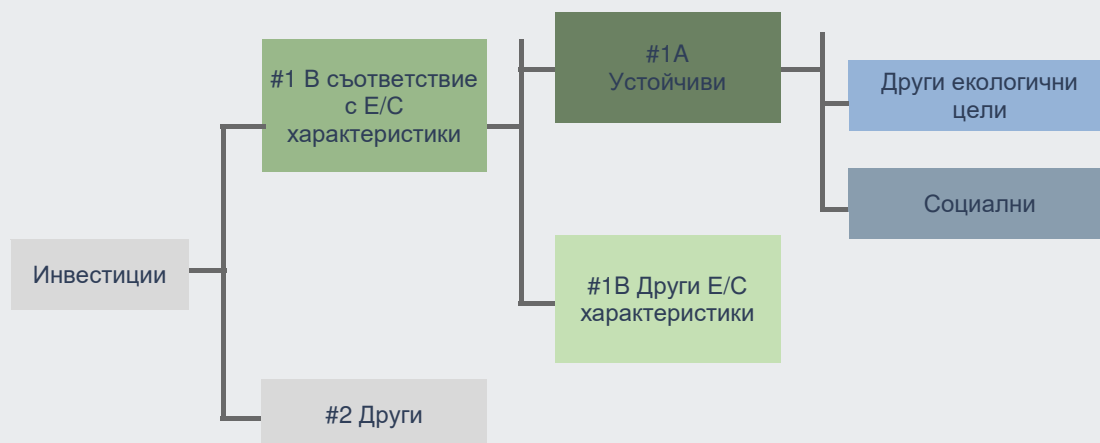 #1 В съответствие
с Е/С
характеристики
#1А
Устойчиви
Други екологични
цели
Социални
Инвестиции
#1В Други Е/С
характеристики
#2 Други